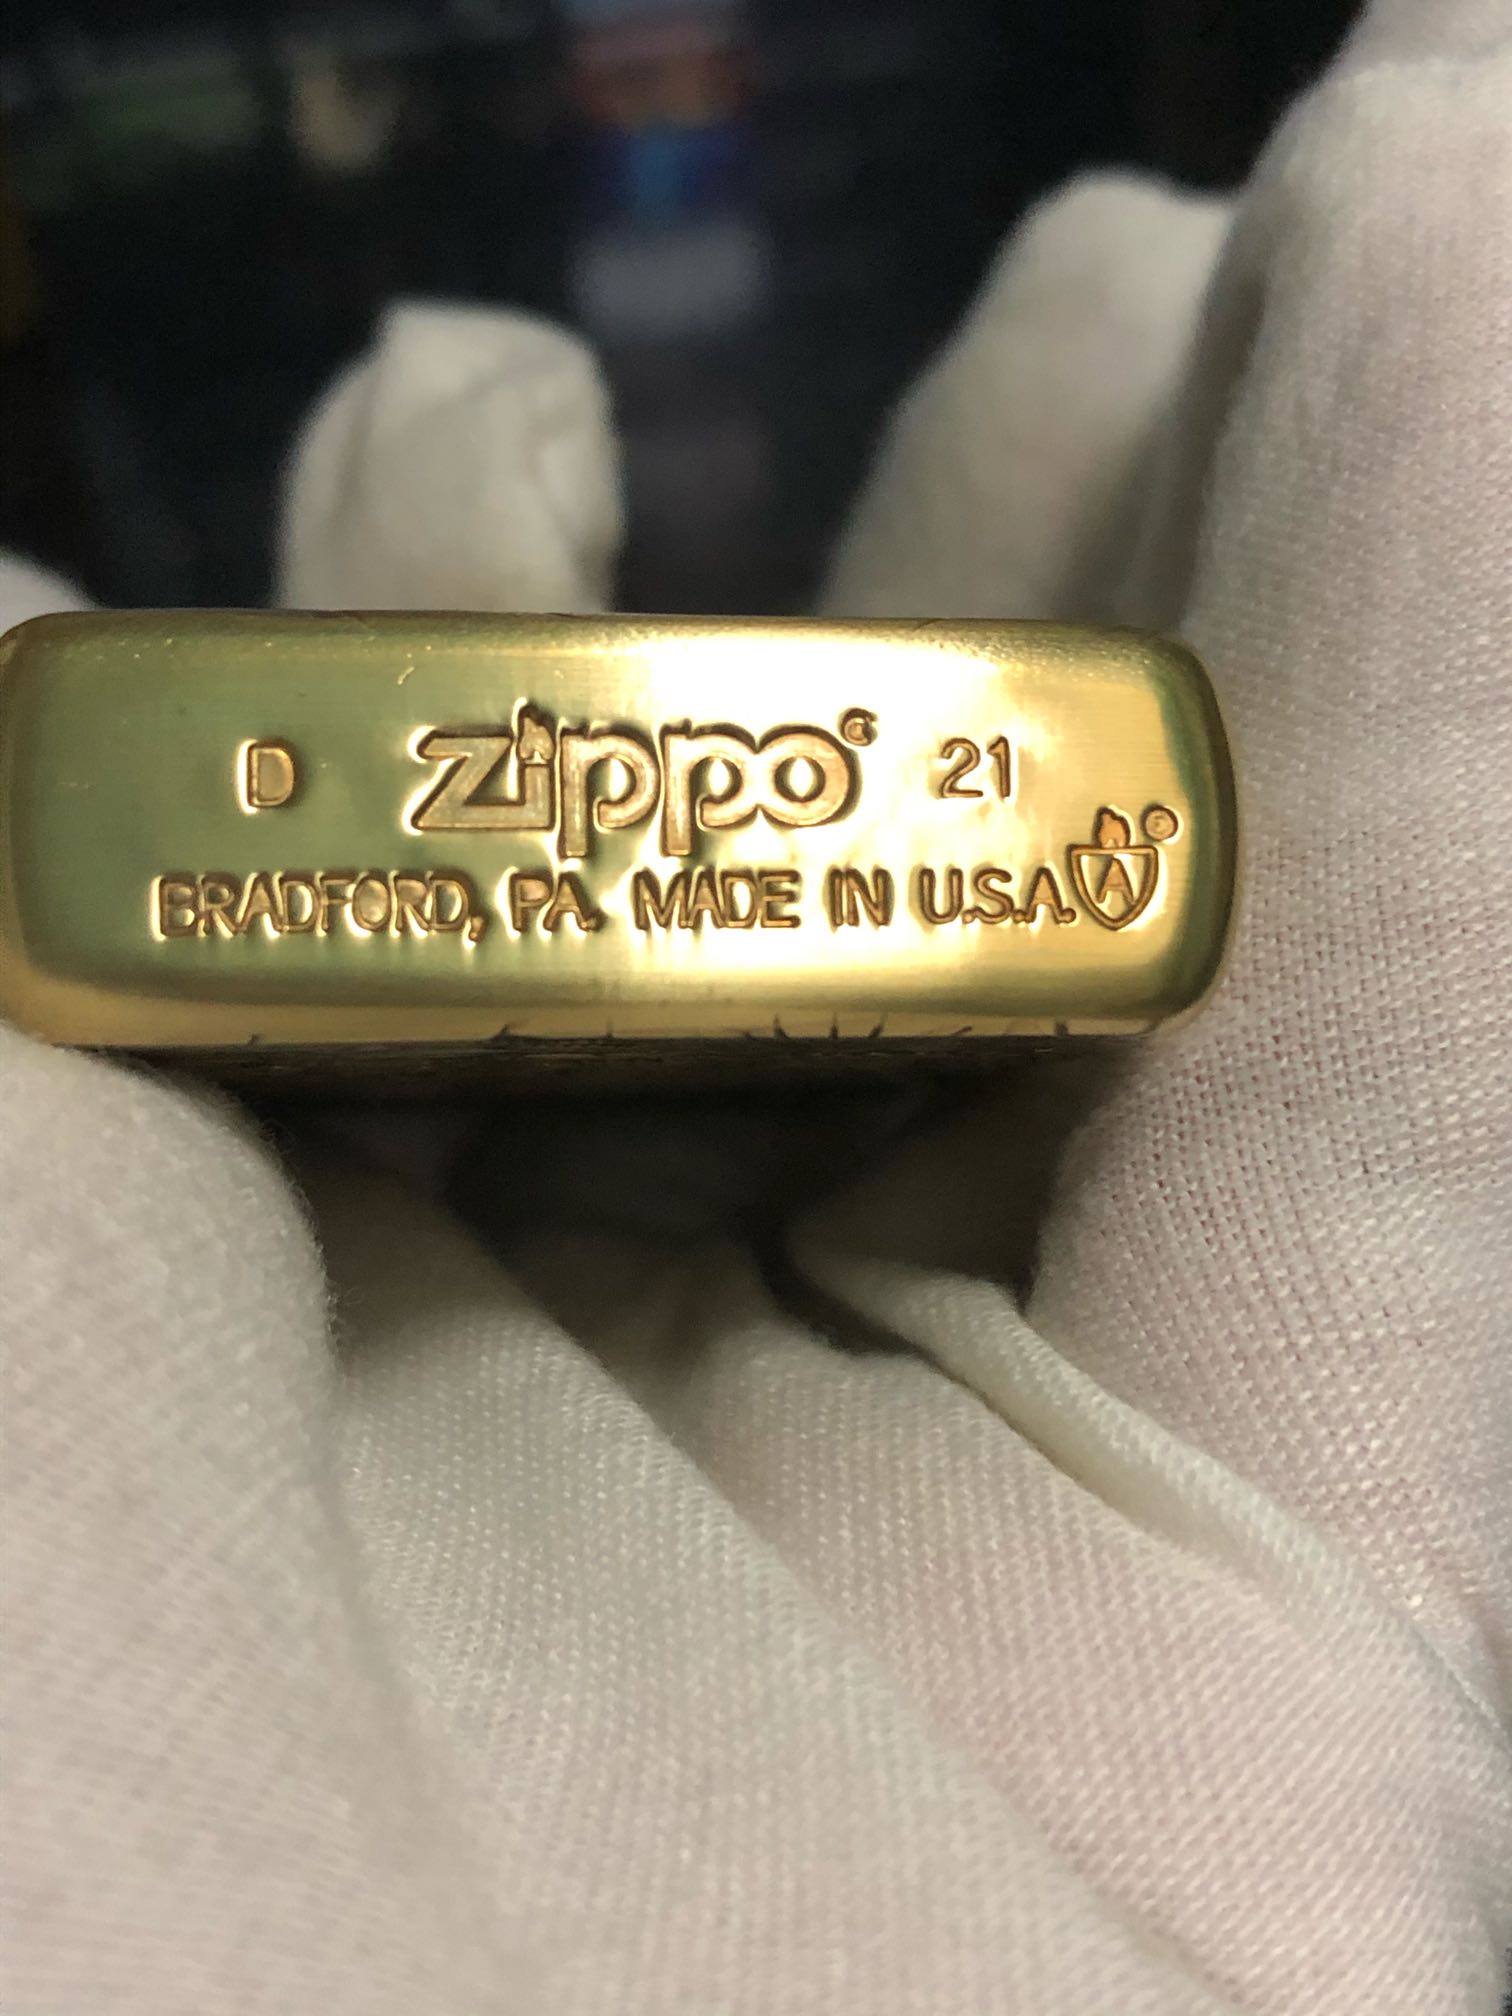 D zippo® 21
BRADFORD, PA. MADE IN U.S.A. A®